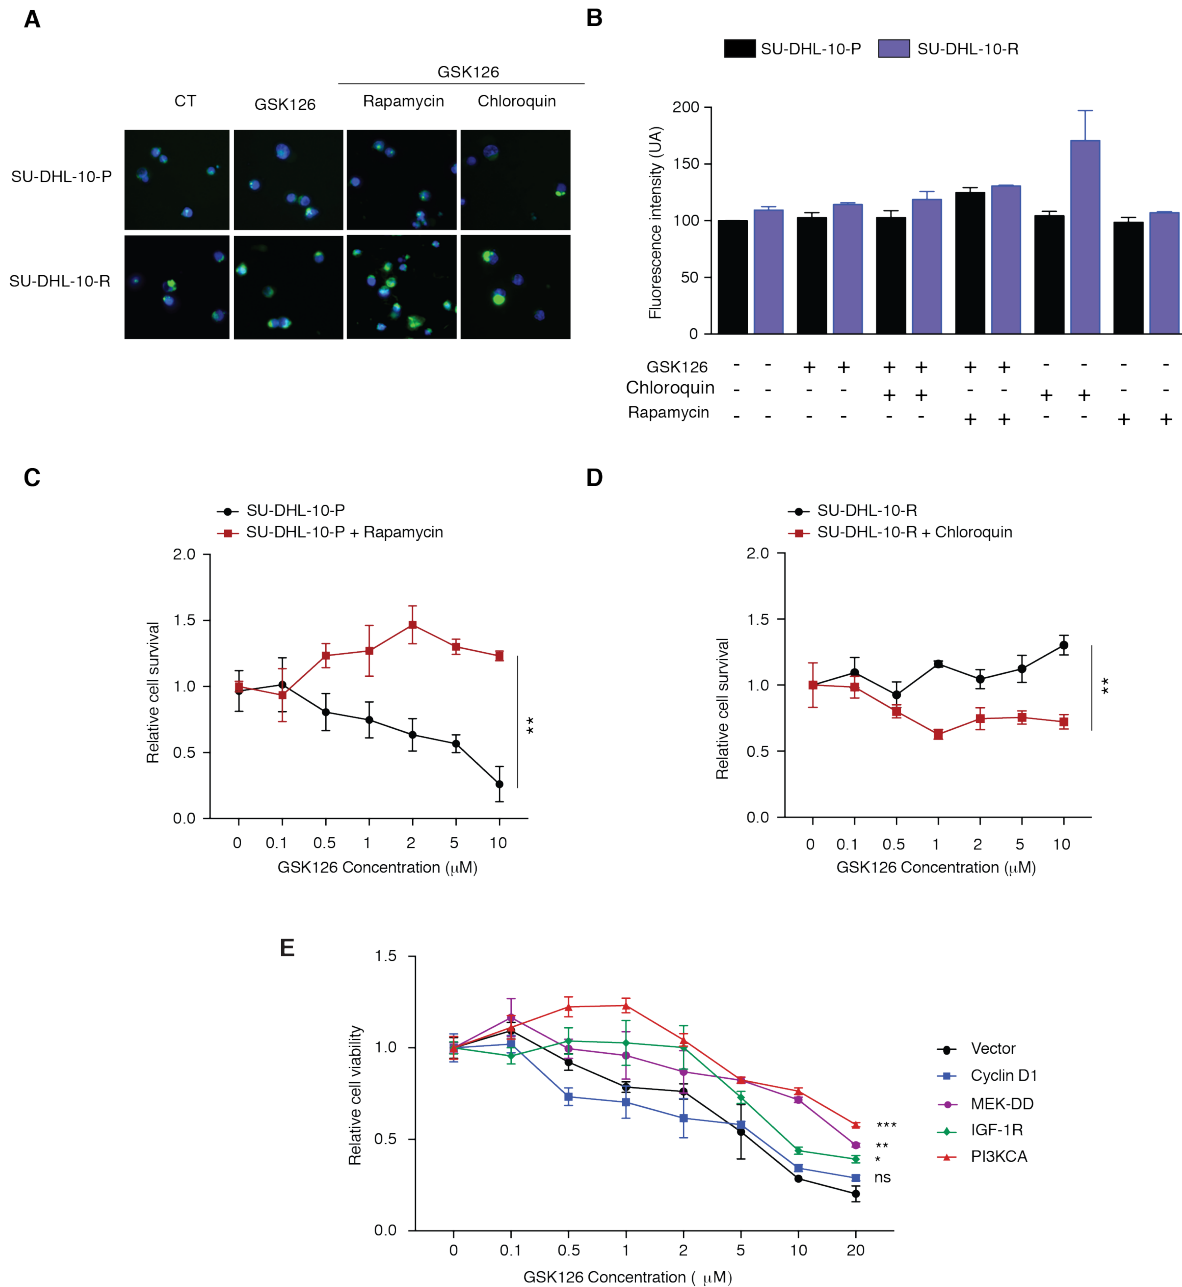 A
GSK126
CT GSK126 Rapamycin Chloroquin
SU-DHL-10-P
SU-DHL-10-R
B
SU-DHL-10-P SU-DHL-10-R
Fluorescence intensity (UA)
200
150
100
50
0
GSK126 - - + + + + + + - - - -
Chloroquin - - - - + + - - + + - -
Rapamycin - - - - - - + + - - + +
C
SU-DHL-10-P
SU-DHL-10-P + Rapamycin
Relative cell survival
2.0
1.5
1.0
0.5
0.0
**
0 0.1 0.5 1 2 5 10
GSK126 Concentration (μM)
D
SU-DHL-10-R
SU-DHL-10-R + Chloroquin
Relative cell survival
2.0
1.5
1.0
0.5
0.0
**
0 0.1 0.5 1 2 5 10
GSK126 Concentration (μM)
E
Relative cell viability
1.5
1.0
0.5
0.0
Vector
Cyclin D1
MEK-DD
IGF-1R
PI3KCA
***
**
*
ns
0 0.1 0.5 1 2 5 10 20
GSK126 Concentration ( μM)